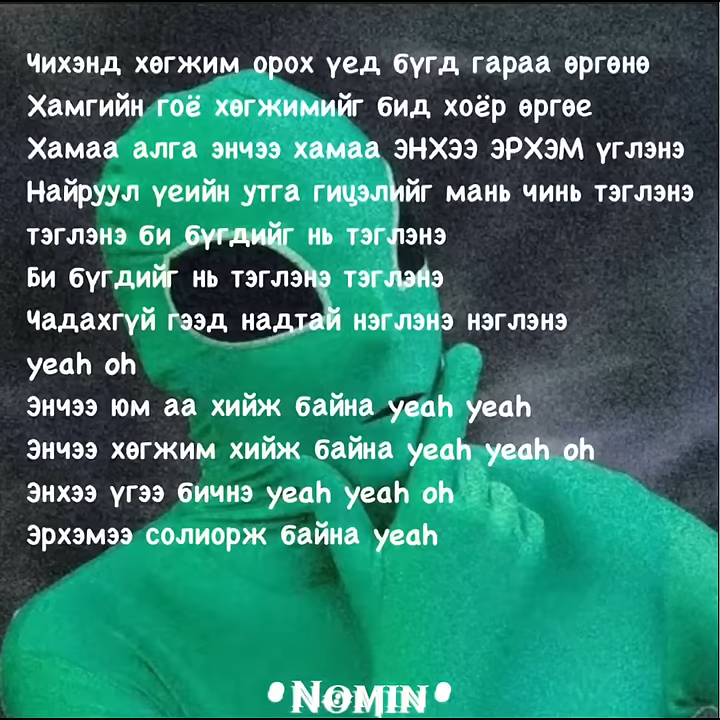 Чихэнд хөгжим орох үед бүгд гараа өргөнө
Хамгийн гоё хөгжимийг бид хоёр өргөе
Хамаа алга энчээ хамаа ЭНХЭЭ ЭРХЭМ үглэнэ
Найруул үеийн утга гицэлийг мань чинь тэглэнэ
тэглэнэ би бүгдийг нь тэглэнэ
Би бүгдийг нь тэглэнэ тэглэнэ
Чадахгүй гээд надтай нэглэнэ нэглэнэ
yeah oh
Энчээ юм аа хийж байна yeah yeah
Энчээ хөгжим хийж байна yeah yeah oh
Энхээ үгээ бичнэ yeah yeah oh
Эрхэмээ солиорж байна yeah
•Nomin•